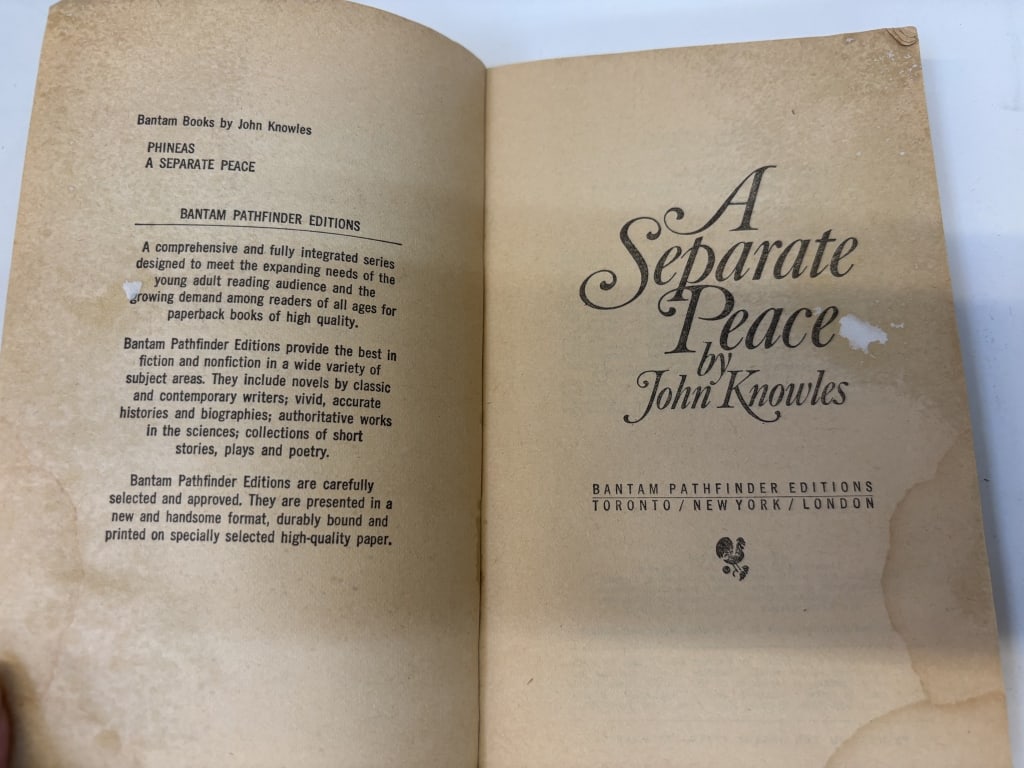 Bantam Books by John Knowles
PHINEAS
A SEPARATE PEACE
BANTAM PATHFINDER EDITIONS
A comprehensive and fully integrated series
designed to meet the expanding needs of the
young adult reading audience and the
growing demand among readers of all ages for
paperback books of high quality.
Bantam Pathfinder Editions provide the best in
fiction and nonfiction in a wide variety of
subject areas. They include novels by classic
and contemporary writers; vivid, accurate
histories and biographies; authoritative works
in the sciences; collections of short
stories, plays and poetry.
Bantam Pathfinder Editions are carefully
selected and approved. They are presented in a
new and handsome format, durably bound and
printed on specially selected high-quality paper.
A
Separate
Peace
by
John Knowles
BANTAM PATHFINDER EDITIONS
TORONTO / NEW YORK / LONDON